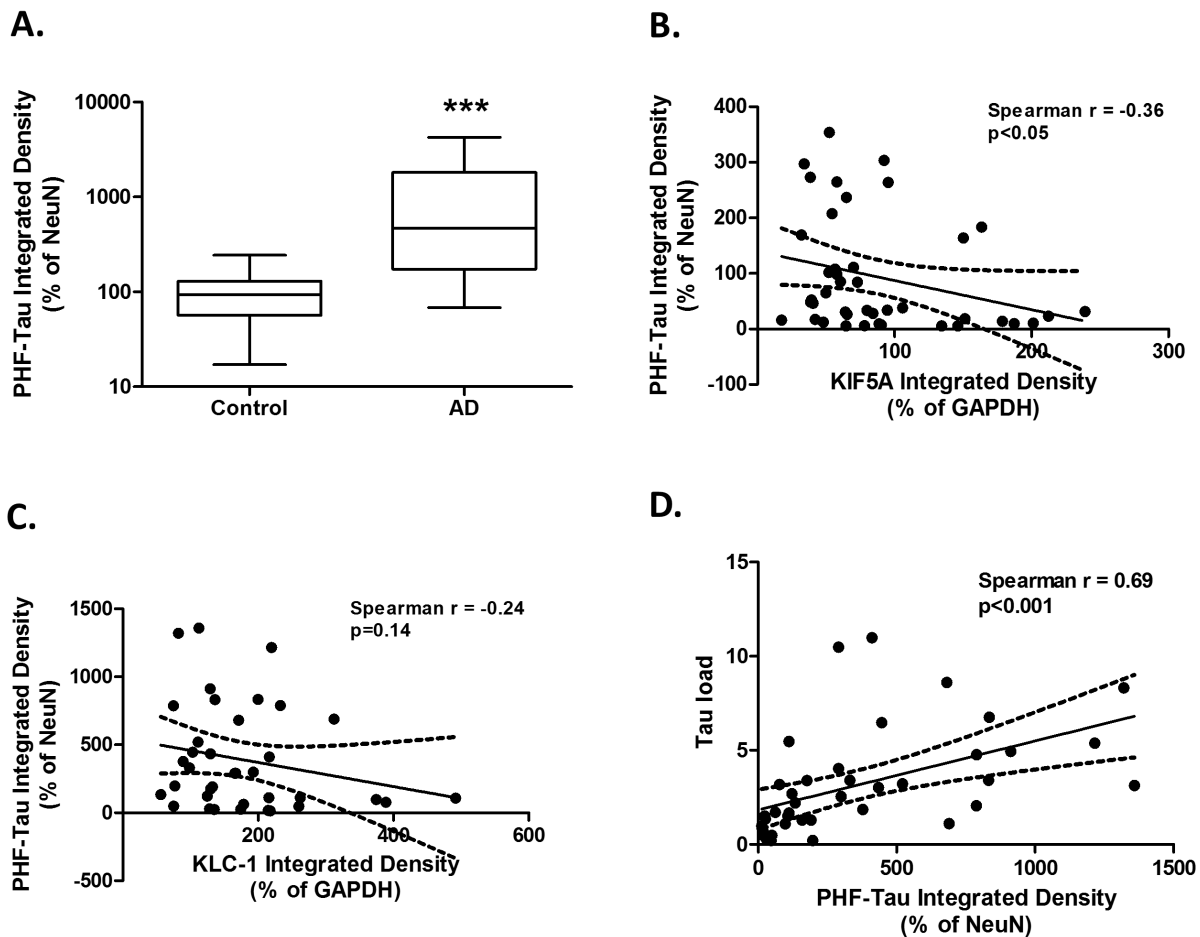 A.
PHF-Tau Integrated Density
(% of NeuN)
10000
1000
100
10
***
Control
AD
B.
PHF-Tau Integrated Density
(% of NeuN)
400
300
200
100
0
-100
Spearman r = -0.36
p<0.05
100
200
300
KIF5A Integrated Density
(% of GAPDH)
C.
PHF-Tau Integrated Density
(% of NeuN)
1500
1000
500
0
-500
Spearman r = -0.24
p=0.14
200
400
600
KLC-1 Integrated Density
(% of GAPDH)
D.
Tau load
15
10
5
0
Spearman r = 0.69
p<0.001
0
500
1000
1500
PHF-Tau Integrated Density
(% of NeuN)